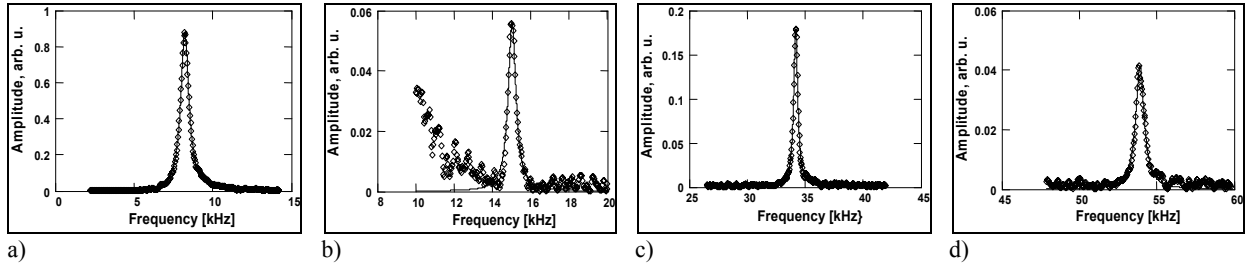 Amplitude, arb. u.
1
0.8
0.6
0.4
0.2
0
0 5 10 15
Frequency [kHz]
a)
Amplitude, arb. u.
0.06
0.04
0.02
0
8 10 12 14 16 18 20
Frequency [kHz]
b)
Amplitude, arb. u.
0.2
0.15
0.1
0.05
0
25 30 35 40 45
Frequency [kHz}
c)
Amplitude, arb. u.
0.06
0.04
0.02
0
45 50 55 60
Frequency [kHz]
d)